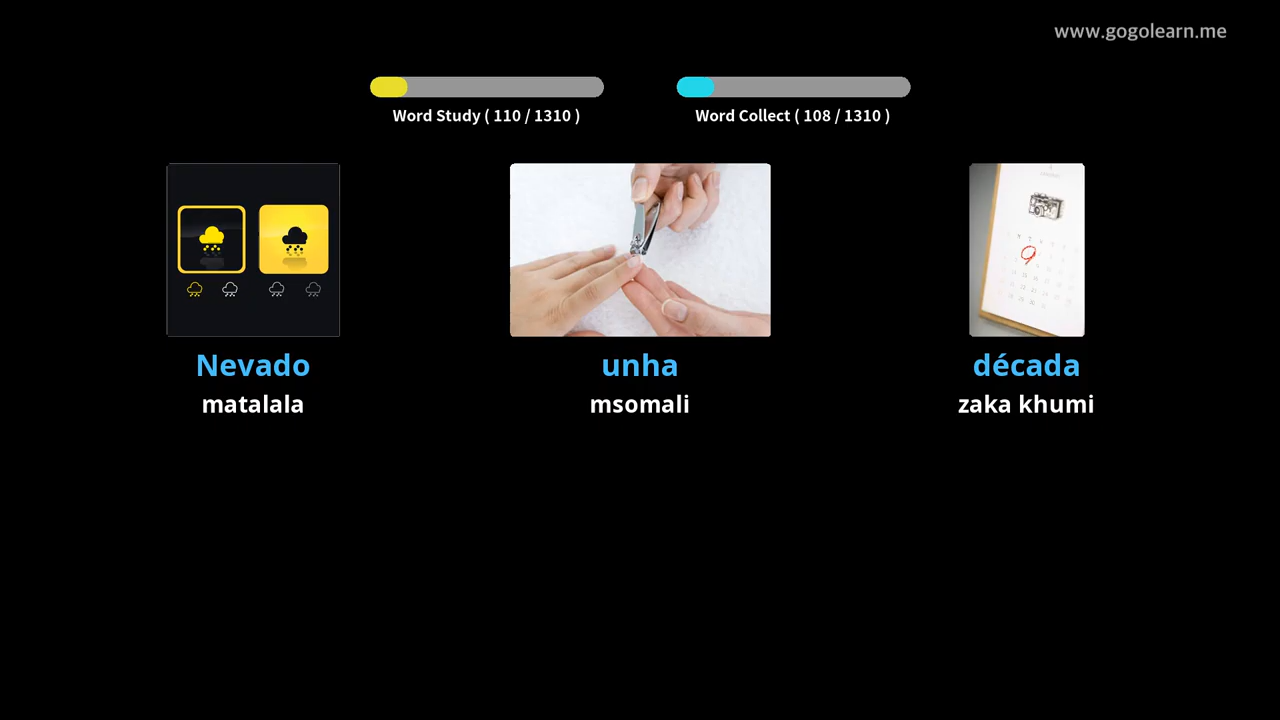 www.gogolearn.me
Word Study ( 110 / 1310 )
Word Collect ( 108 / 1310 )
Nevado
unha
década
matalala
msomali
zaka khumi